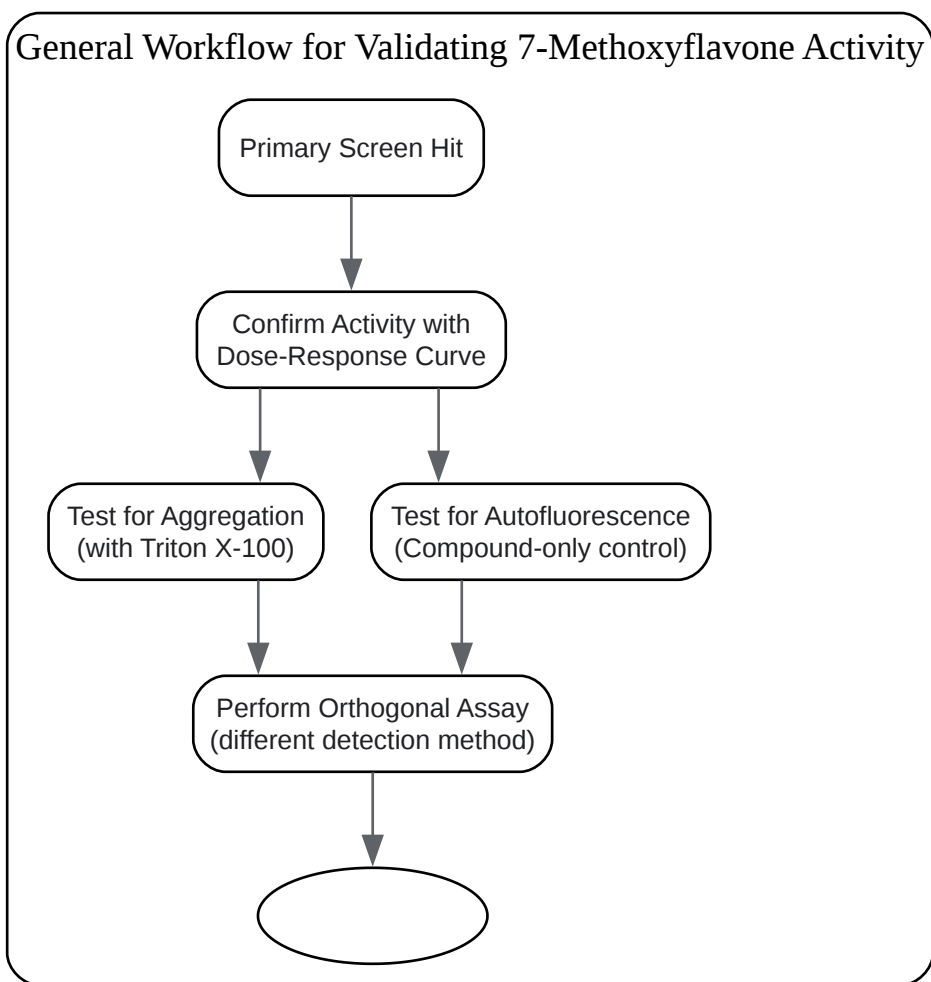 General Workflow for Validating 7-Methoxyflavone Activity
Primary Screen Hit
Confirm Activity with
Dose-Response Curve
Test for Aggregation
(with Triton X-100)
Test for Autofluorescence
(Compound-only control)
Perform Orthogonal Assay
(different detection method)